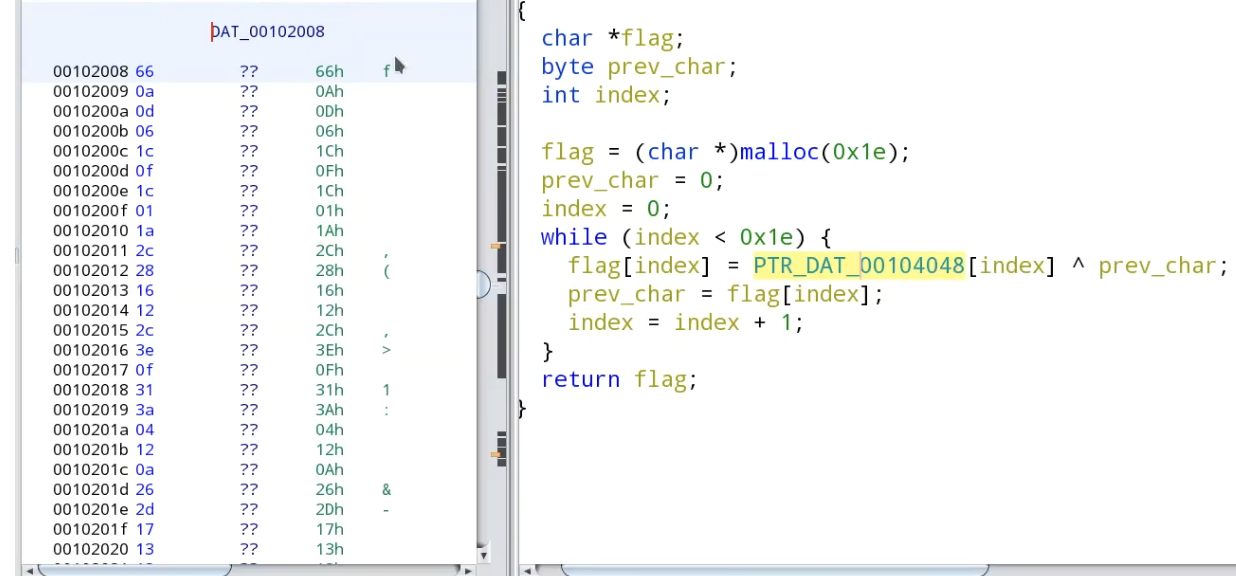 DAT_00102008
00102008 66 ?? 66h f
00102009 0a ?? 0Ah
0010200a 0d ?? 0Dh
0010200b 06 ?? 06h
0010200c 1c ?? 1Ch
0010200d 0f ?? 0Fh
0010200e 1c ?? 1Ch
0010200f 01 ?? 01h
00102010 1a ?? 1Ah
00102011 2c ?? 2Ch ,
00102012 28 ?? 28h (
00102013 16 ?? 16h
00102014 12 ?? 12h
00102015 2c ?? 2Ch ,
00102016 3e ?? 3Eh >
00102017 0f ?? 0Fh
00102018 31 ?? 31h 1
00102019 3a ?? 3Ah :
0010201a 04 ?? 04h
0010201b 12 ?? 12h
0010201c 0a ?? 0Ah
0010201d 26 ?? 26h &
0010201e 2d ?? 2Dh -
0010201f 17 ?? 17h
00102020 13 ?? 13h
{
char *flag;
byte prev_char;
int index;
flag = (char *)malloc(0x1e);
prev_char = 0;
index = 0;
while (index < 0x1e) {
flag[index] = PTR_DAT_00104048[index] ^ prev_char;
prev_char = flag[index];
index = index + 1;
}
return flag;
}